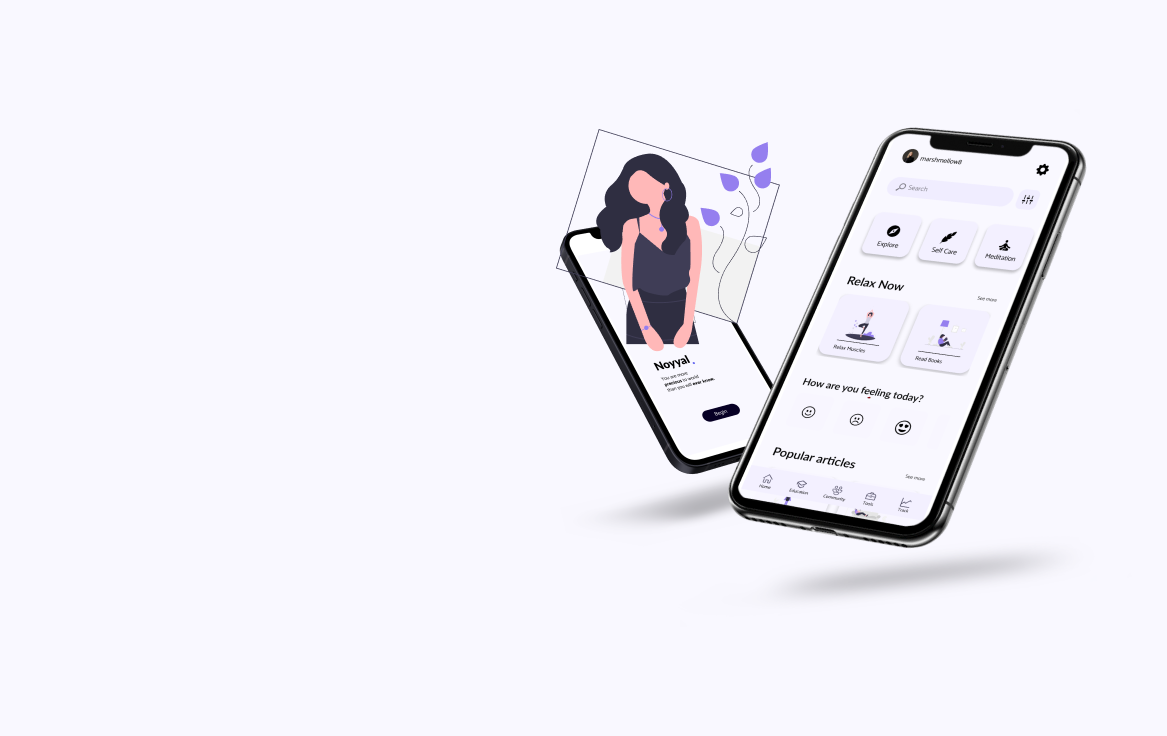 Noyyal.
You are more
precious to world
than you will ever know.
Begin
marshmellow8
Search
Explore
Self Care
Meditation
Relax Now
See more
Relax Muscles
Read Books
How are you feeling today?
Popular articles
See more
Home
Education
Community
Tools
Track